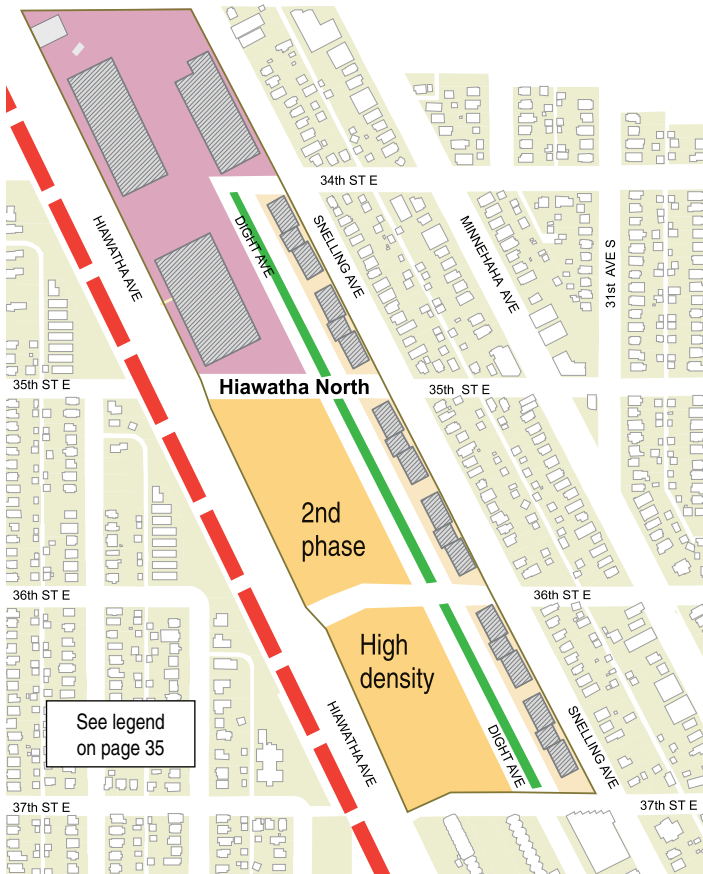 34th ST E
HIAWATHA AVE
DIGHT AVE
SNELLING AVE
MINNEHAHA AVE
31st AVE S
35th ST E
Hiawatha North
35th ST E
2nd
phase
36th ST E
36th ST E
High
density
See legend
on page 35
HIAWATHA AVE
DIGHT AVE
SNELLING AVE
37th ST E
37th ST E